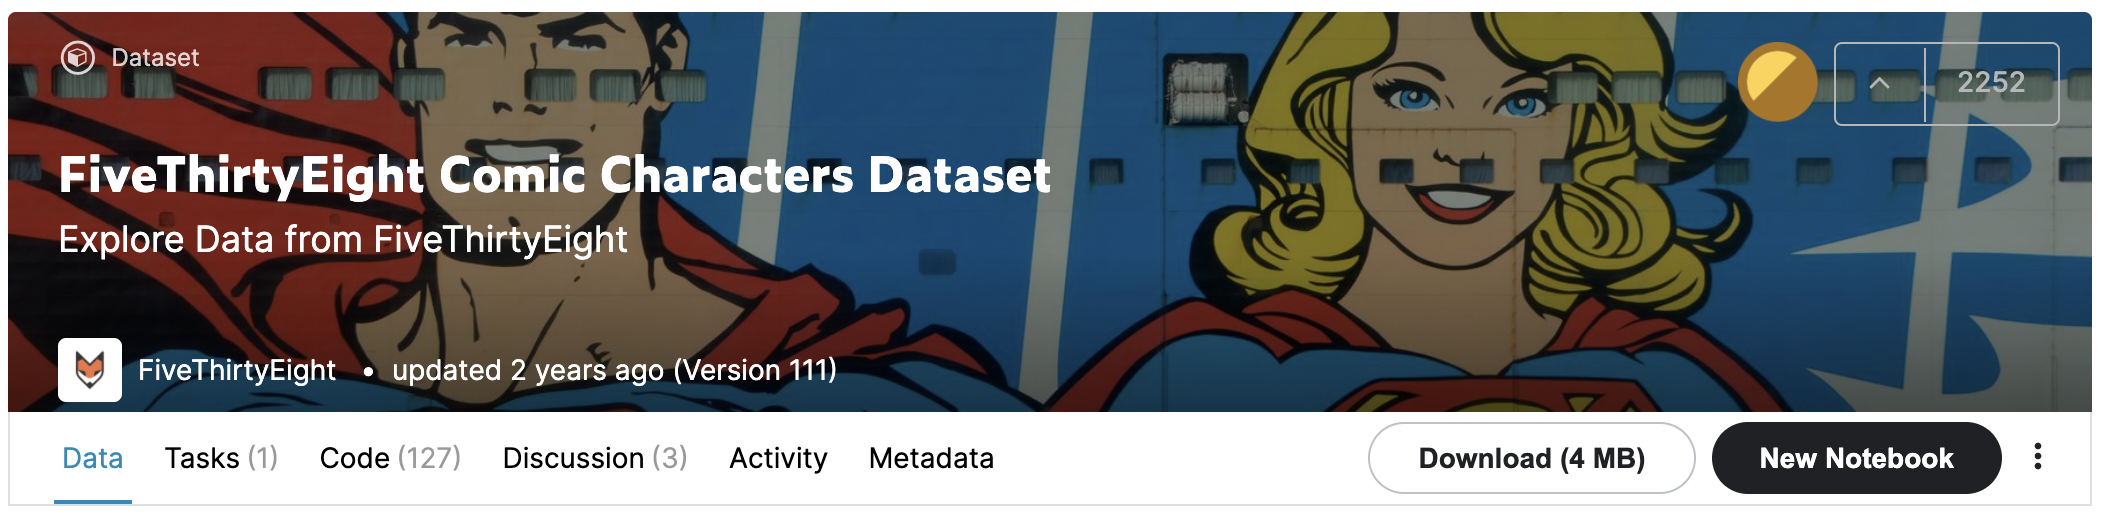 Dataset
2252
FiveThirtyEight Comic Characters Dataset
Explore Data from FiveThirtyEight
FiveThirtyEight • updated 2 years ago (Version 111)
Data Tasks (1) Code (127) Discussion (3) Activity Metadata Download (4 MB) New Notebook